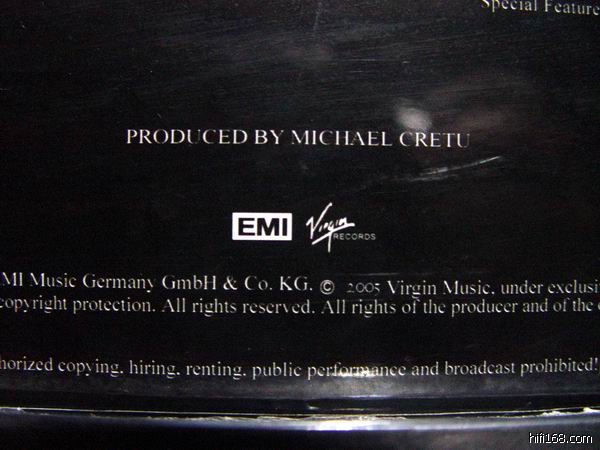 Special Feature
PRODUCED BY MICHAEL CRETU
EMI Virgin RECORDS
EMI Music Germany GmbH & Co. KG. © 2005 Virgin Music, under exclusi
copyright protection. All rights reserved. All rights of the producer and of the
horized copying, hiring, renting, public performance and broadcast prohibited!
hifi168.com